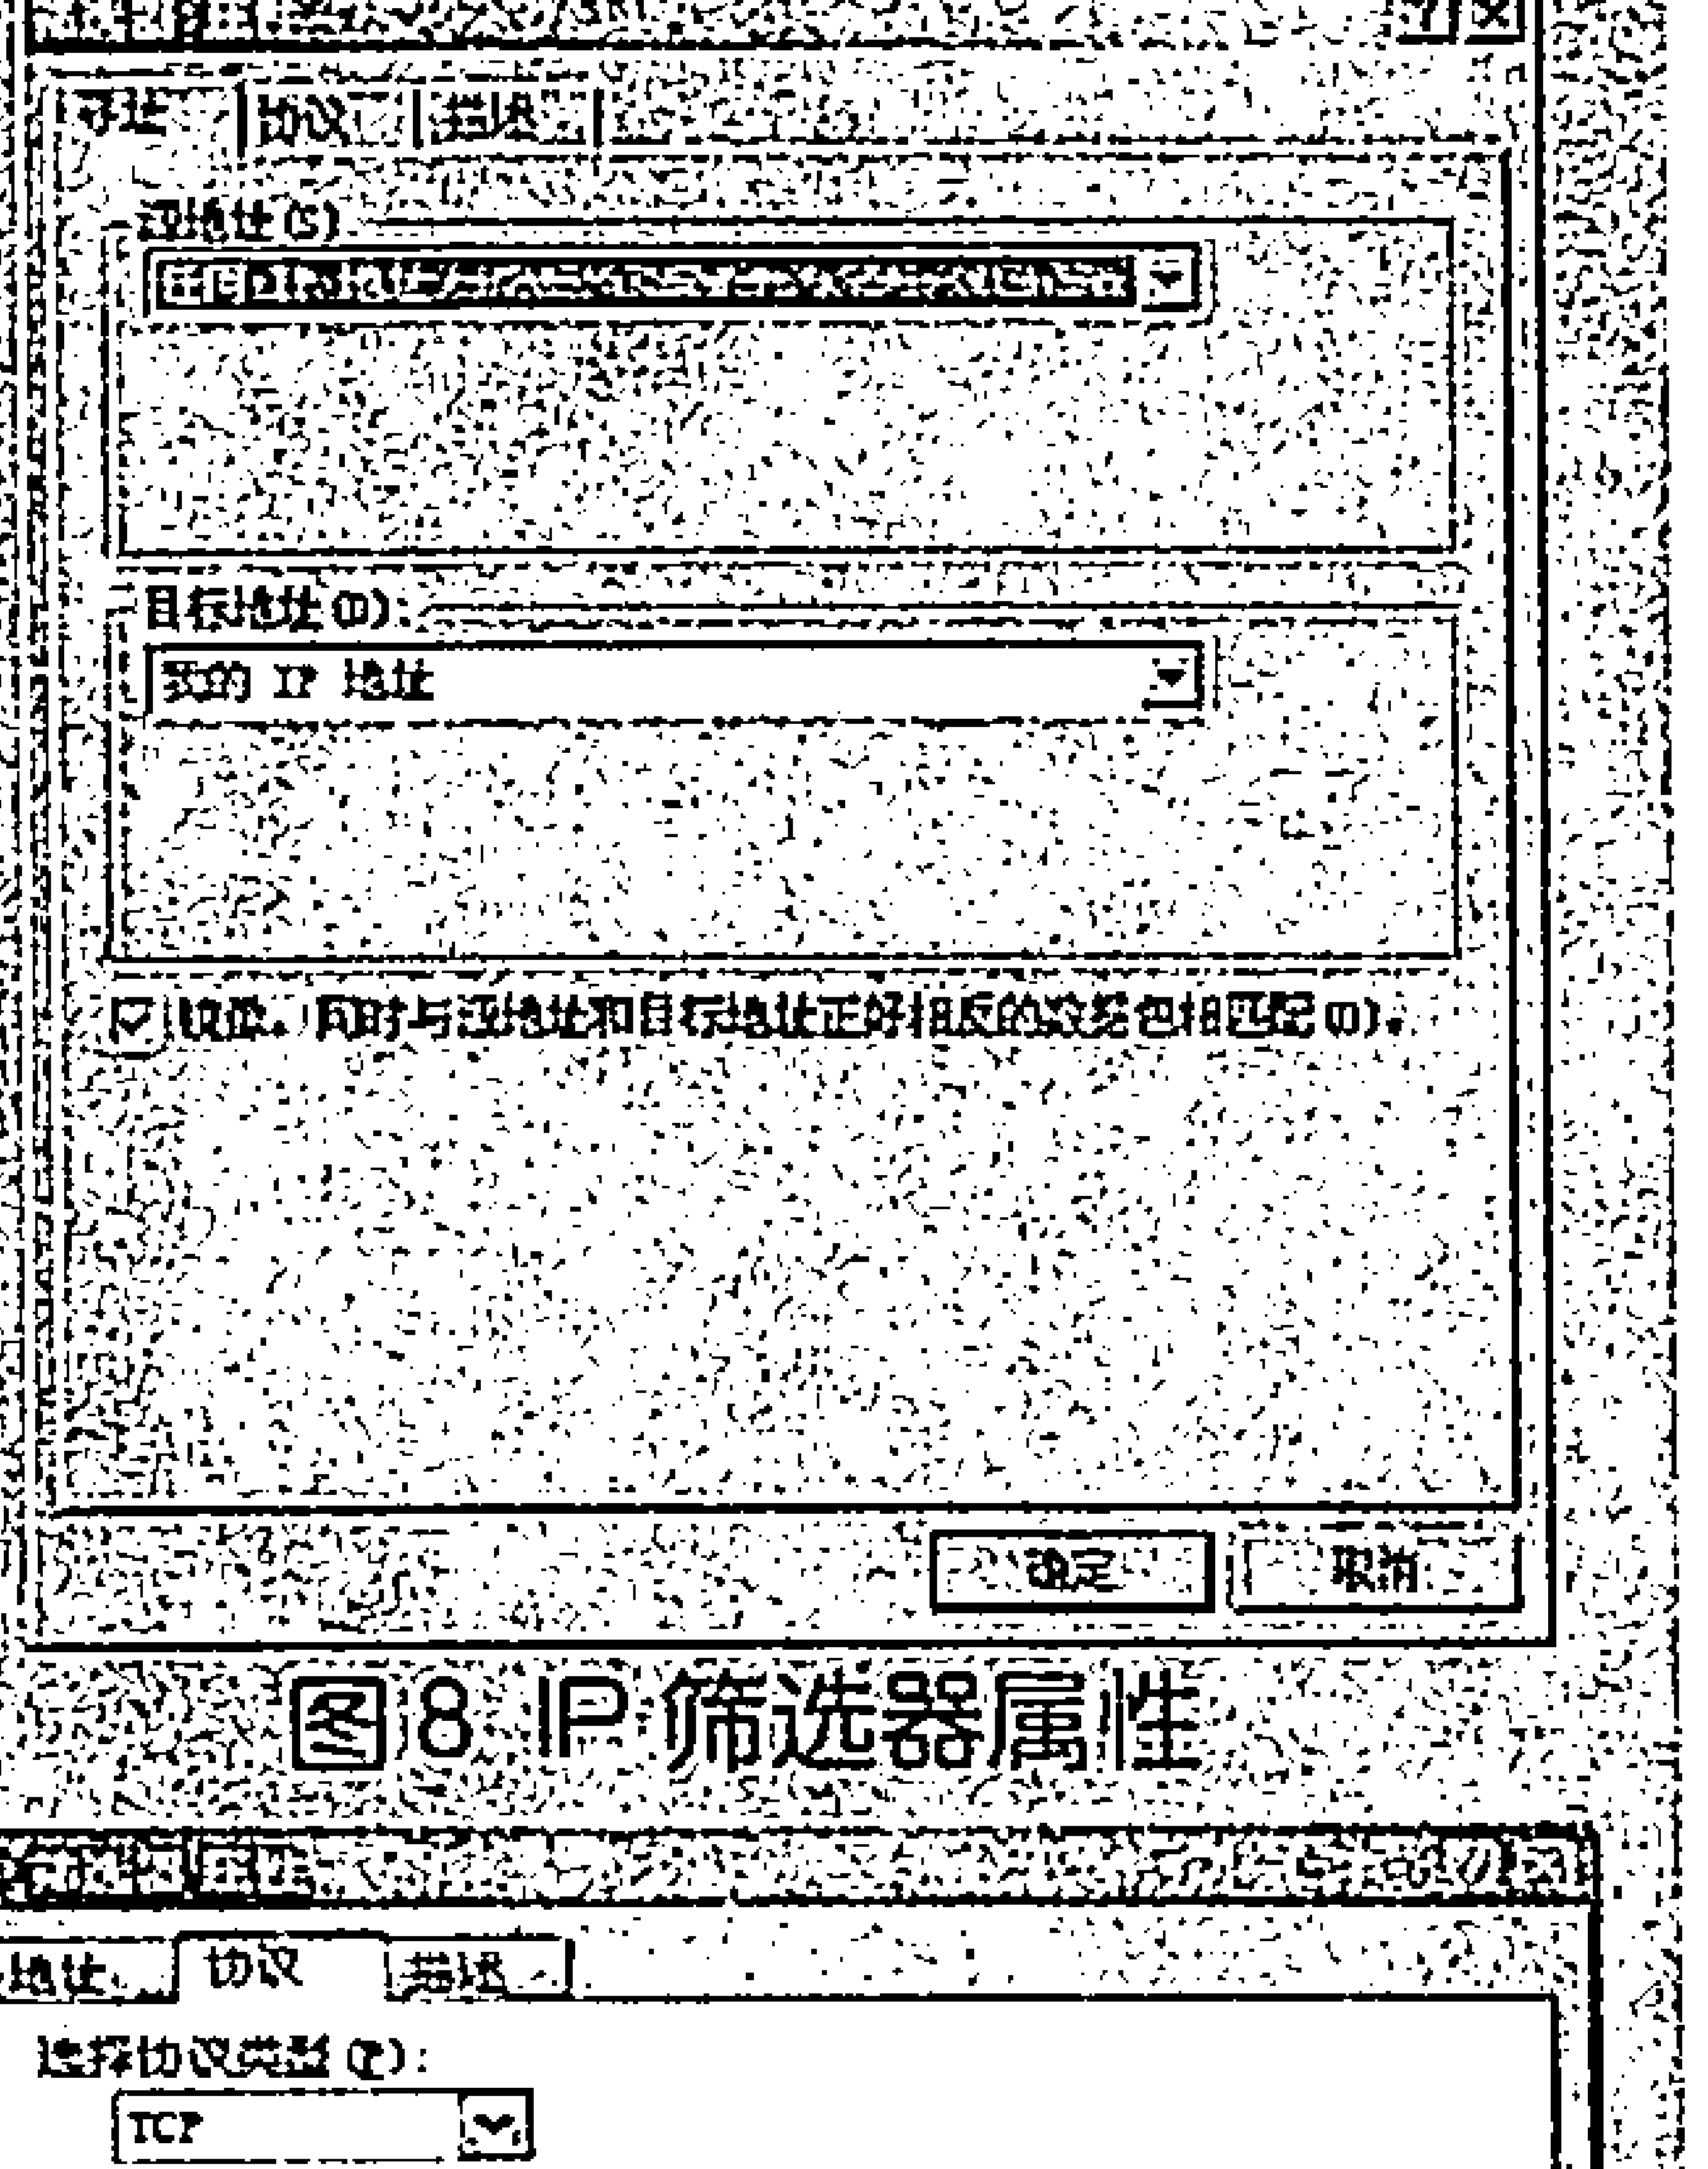 寻址 协议 描述
源地址(S)
目标地址(D):
我的 IP 地址
镜像。同时与源地址和目标地址正好相反的数据包相匹配(O)。
确定 取消
图8 IP 筛选器属性
地址 协议 描述
选择协议类型(P):
TCP